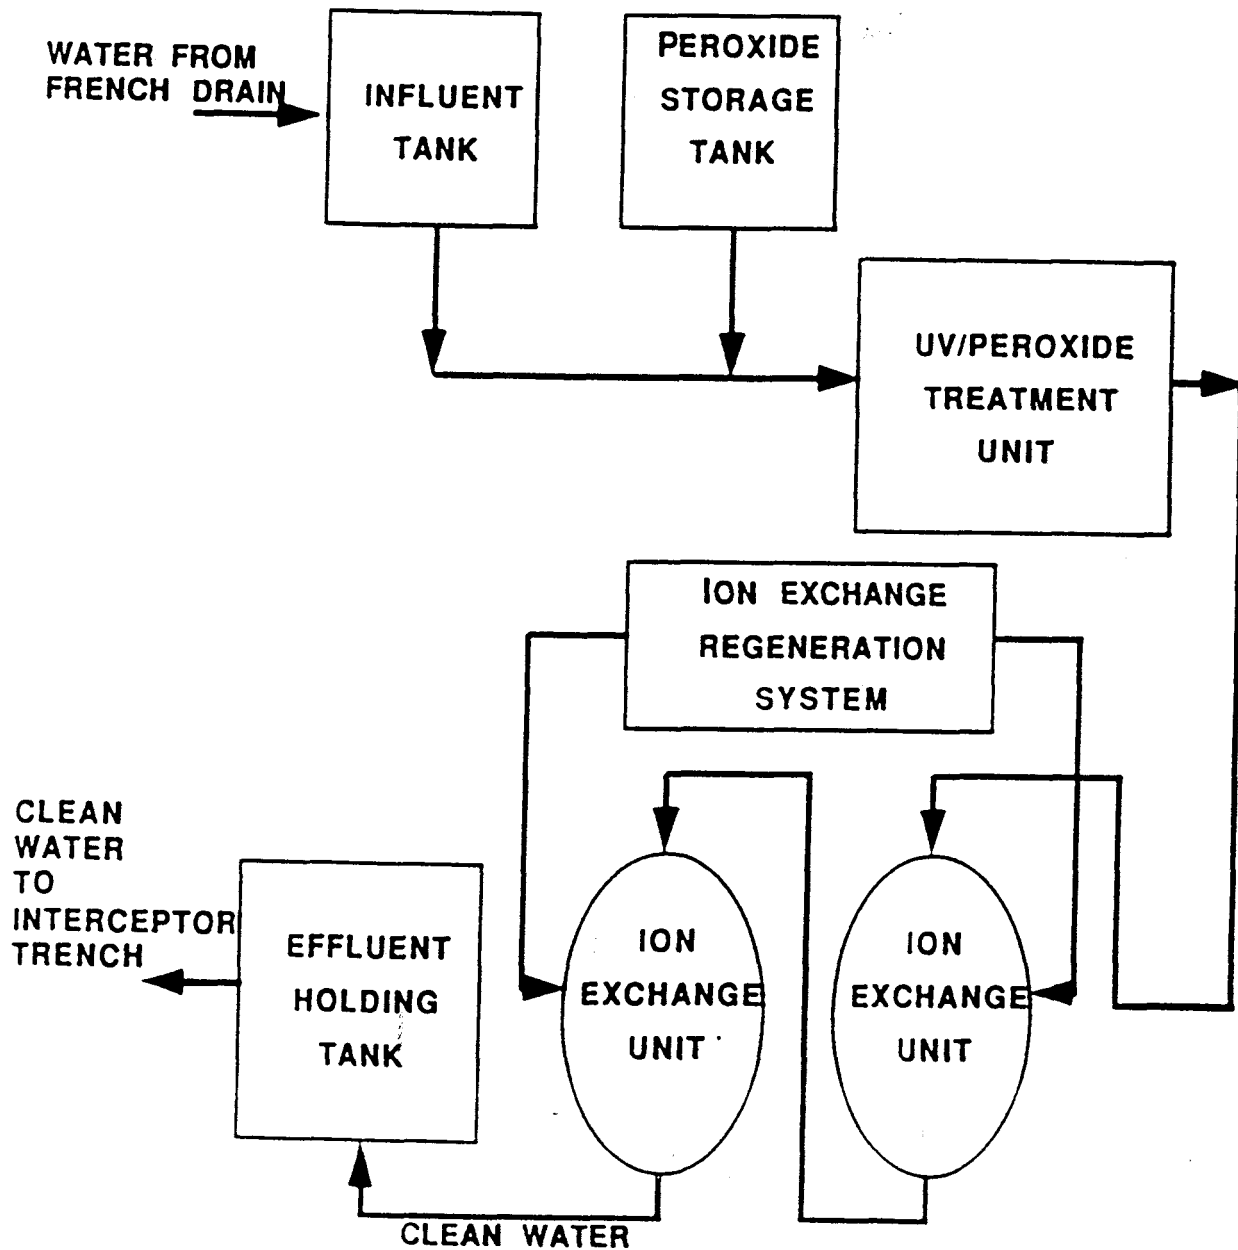 WATER FROM
FRENCH DRAIN
INFLUENT
TANK
PEROXIDE
STORAGE
TANK
UV/PEROXIDE
TREATMENT
UNIT
ION EXCHANGE
REGENERATION
SYSTEM
CLEAN
WATER
TO
INTERCEPTOR
TRENCH
EFFLUENT
HOLDING
TANK
ION
EXCHANGE
UNIT
ION
EXCHANGE
UNIT
CLEAN WATER